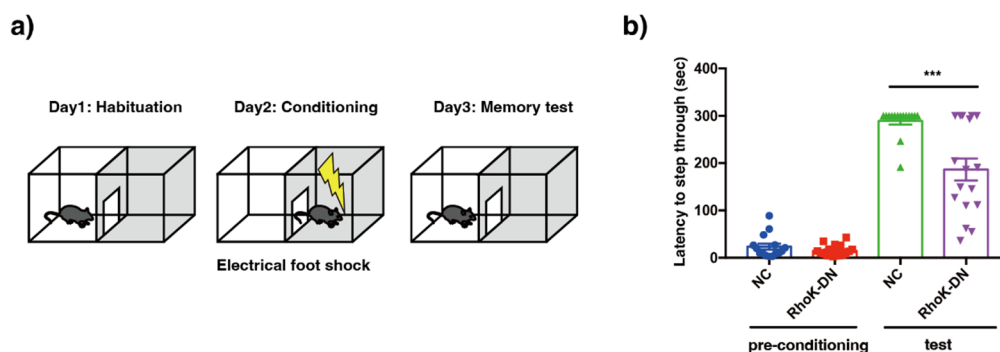 a)
Day1: Habituation
Day2: Conditioning
Day3: Memory test
Electrical foot shock
b)
Latency to step through (sec)
400
300
200
100
0
***
NC
RhoK-DN
NC
RhoK-DN
pre-conditioning
test